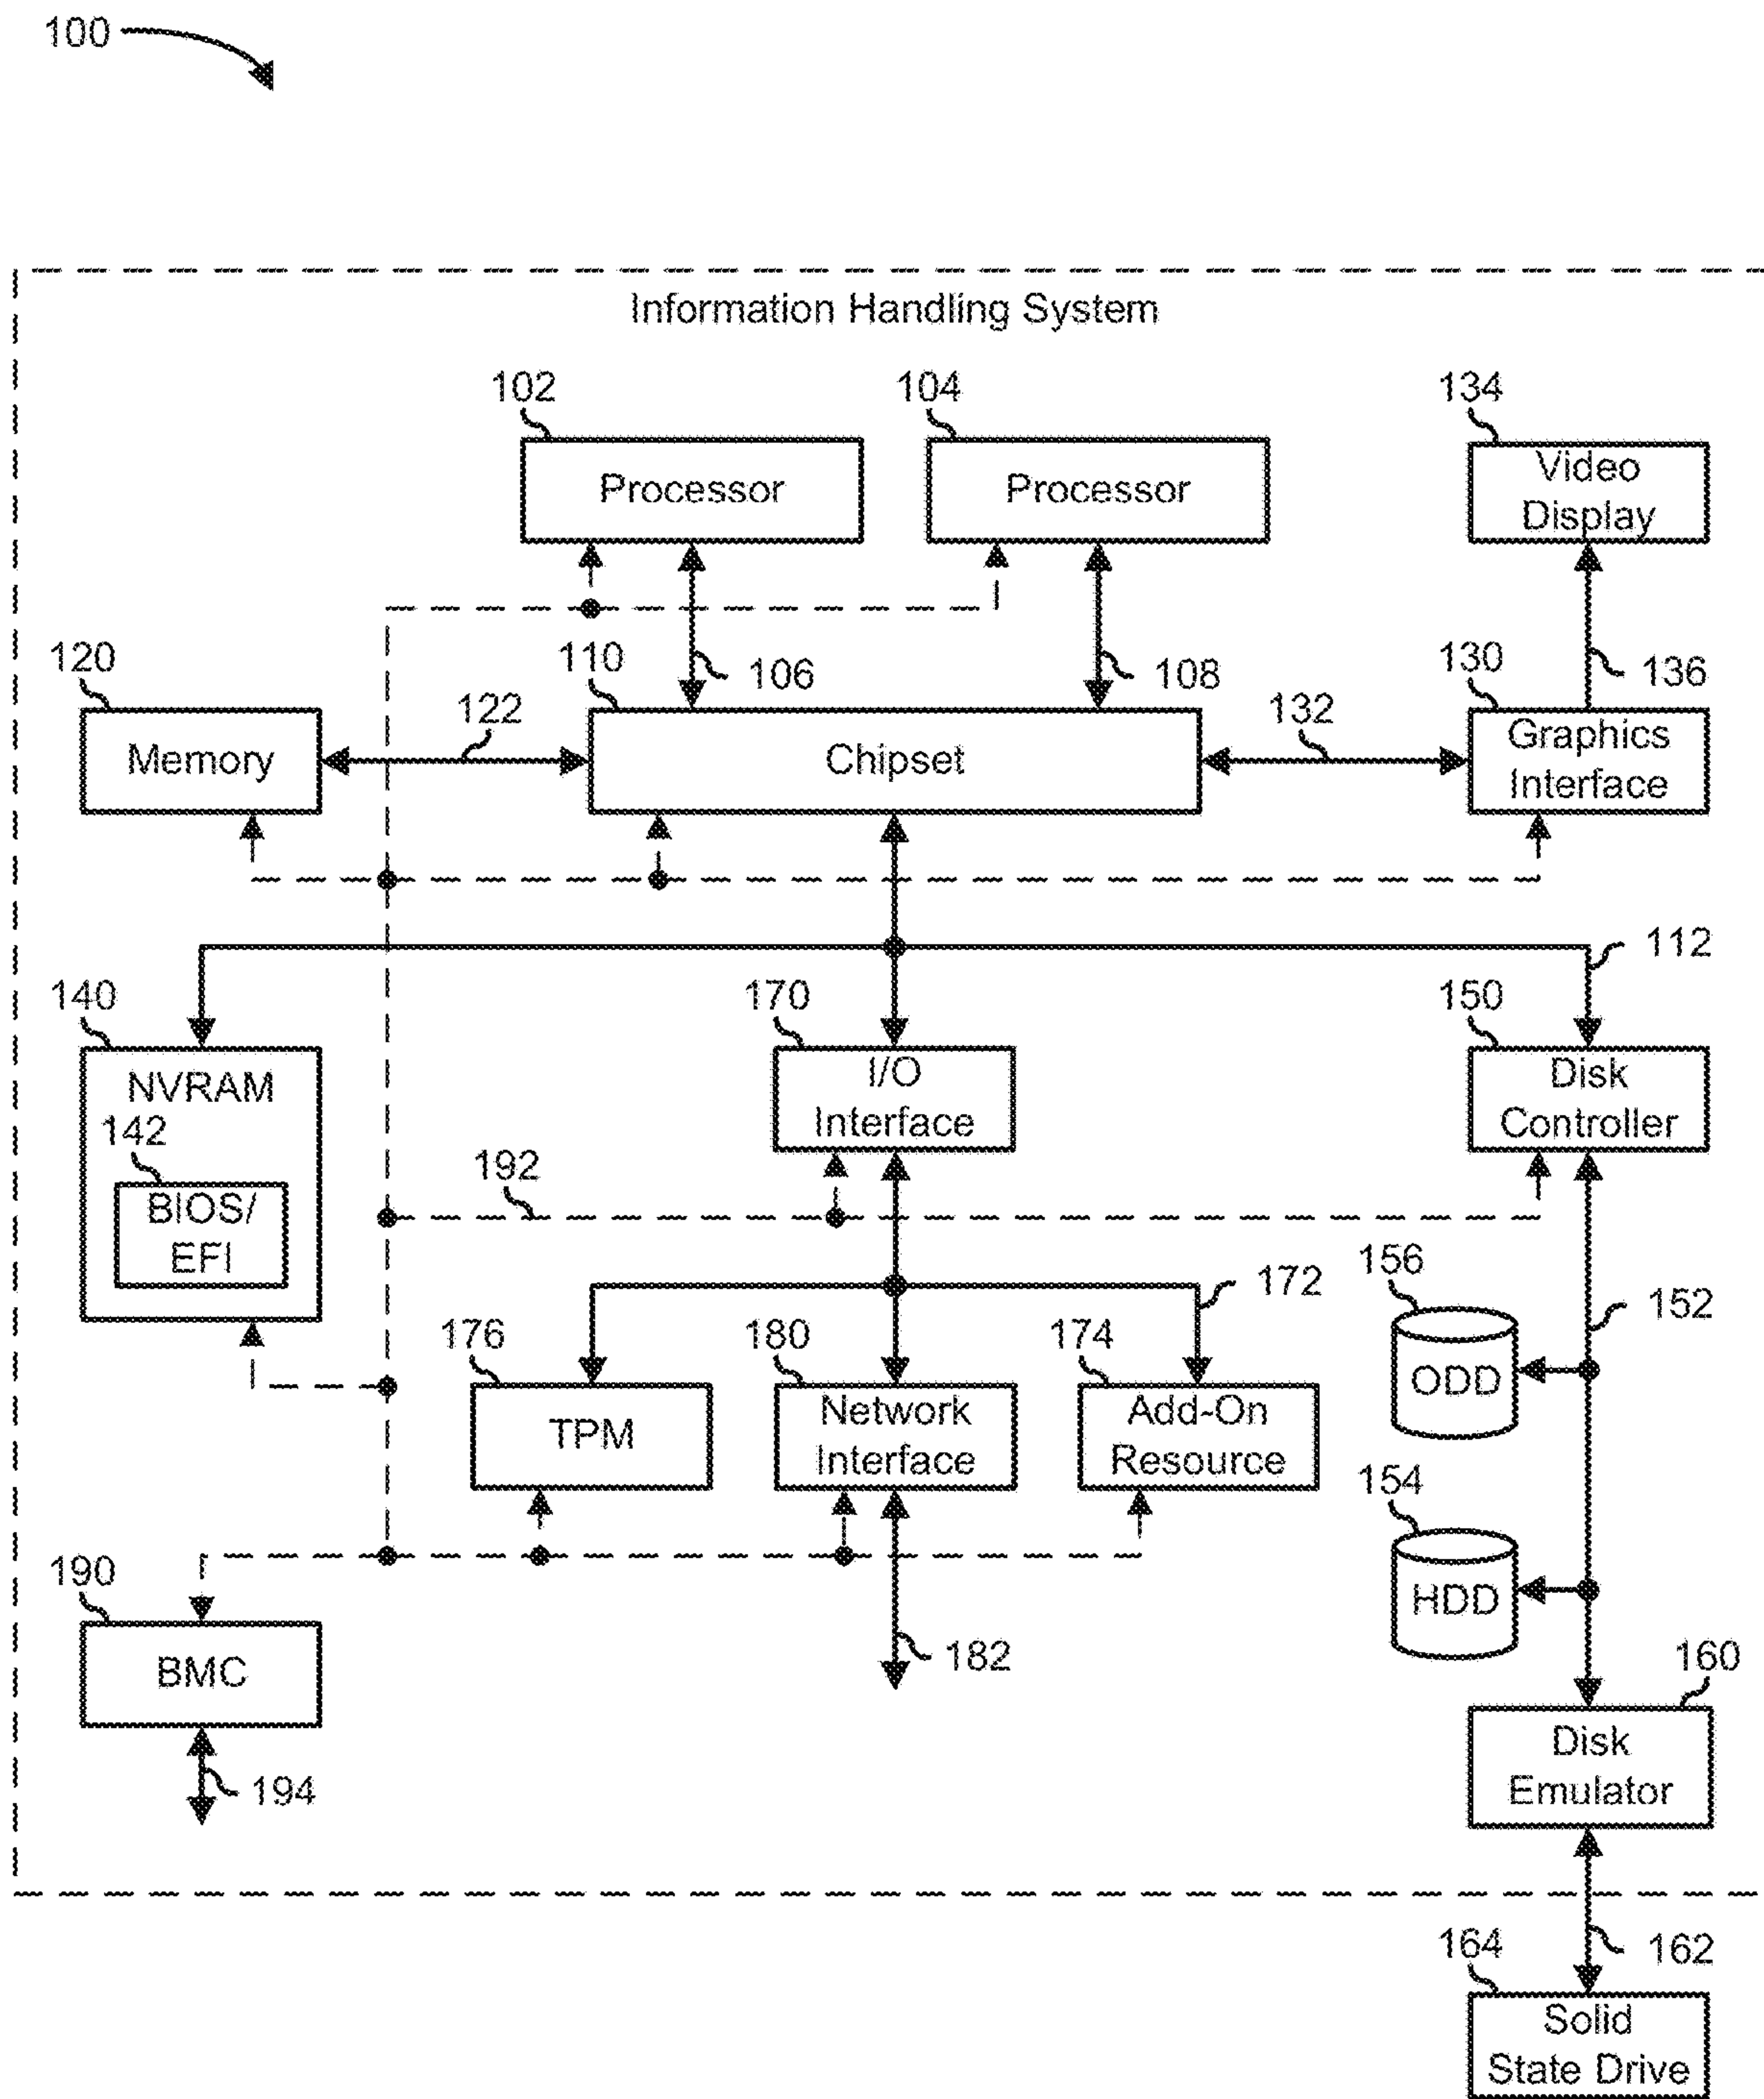 100
Information Handling System
102
104
134
Processor
Processor
Video
Display
120
110
106
108
130
136
122
132
Memory
Chipset
Graphics
Interface
112
140
170
150
NVRAM
I/O
Interface
Disk
Controller
142
BIOS/
EFI
192
156
172
152
176
180
174
ODD
TPM
Network
Interface
Add-On
Resource
154
HDD
190
182
160
BMC
Disk
Emulator
194
164
162
Solid
State Drive